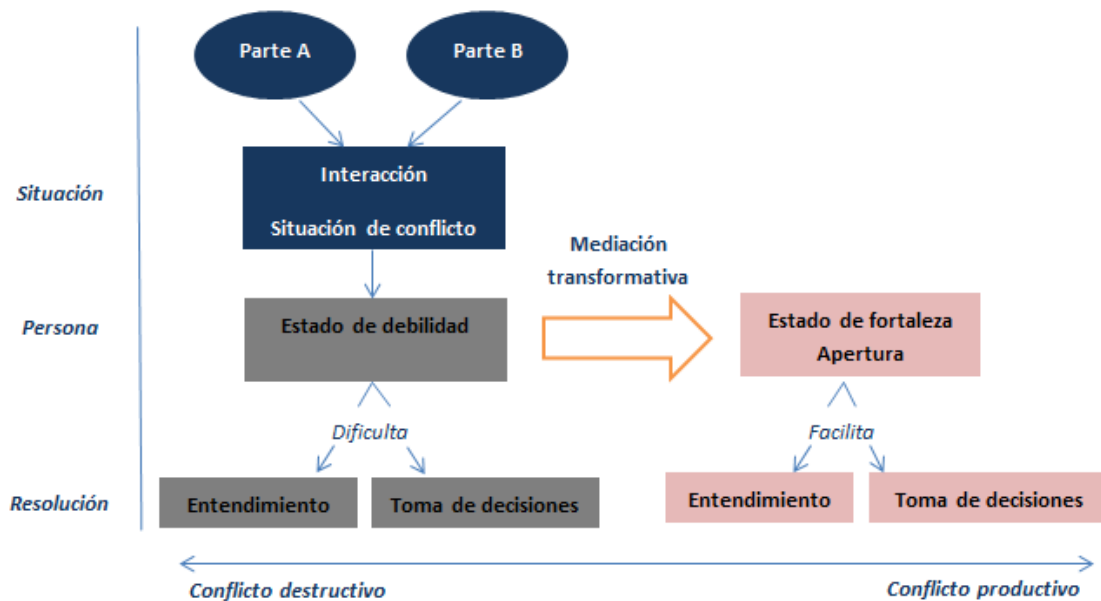 Parte A
Parte B
Situación
Interacción
Situación de conflicto
Mediación
transformativa
Persona
Estado de debilidad
Estado de fortaleza
Apertura
Dificulta
Facilita
Resolución
Entendimiento
Toma de decisiones
Entendimiento
Toma de decisiones
Conflicto destructivo
Conflicto productivo